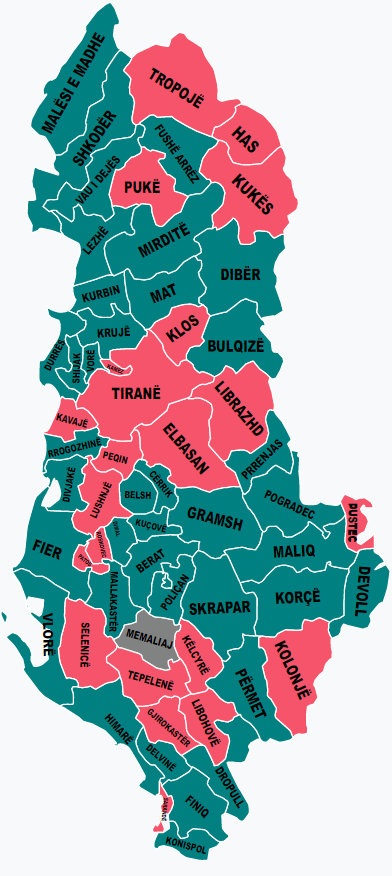 MALËSI E MADHE
TROPOJË
SHKODËR
HAS
FUSHË ARRËZ
VAU I DEJËS
PUKË
KUKËS
LEZHË
MIRDITË
DIBËR
KURBIN
MAT
KRUJË
KLOS
BULQIZË
DURRËS
SHIJAK
VORË
KAMËZ
TIRANË
LIBRAZHD
KAVAJË
ELBASAN
RROGOZHINË
PEQIN
PRRENJAS
DIVJAKË
LUSHNJË
CËRRIK
BELSH
GRAMSH
POGRADEC
PUSTEC
KUÇOVË
FIER
BERAT
MALIQ
MALLAKASTËR
POLIÇAN
SKRAPAR
KORÇË
DEVOLL
VLORË
SELENICË
MEMALIAJ
KËLCYRË
KOLONJË
TEPELENË
PËRMET
LIBOHOVË
GJIROKASTËR
HIMARË
DELVINË
DROPULL
FINIQ
KONISPOL